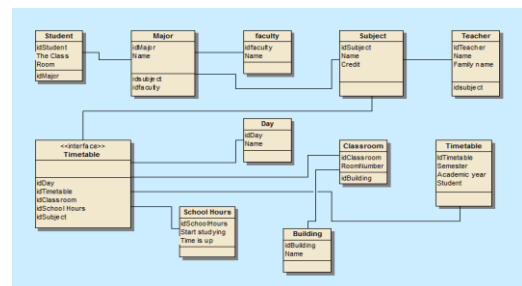 Student
idStudent
The Class
Room
idMajor
Major
idMajor
Name
idsubject
idfaculty
faculty
idfaculty
Name
Subject
idSubject
Name
Credit
Teacher
idTeacher
Name
Family name
idsubject
<<interface>>
Timetable
idDay
idTimetable
idClassroom
idSchool Hours
idSubject
Day
idDay
Name
Classroom
idClassroom
RoomNumber
idBuilding
Timetable
idTimetable
Semester
Academic year
Student
School Hours
idSchoolHours
Start studying
Time is up
Building
idBuilding
Name